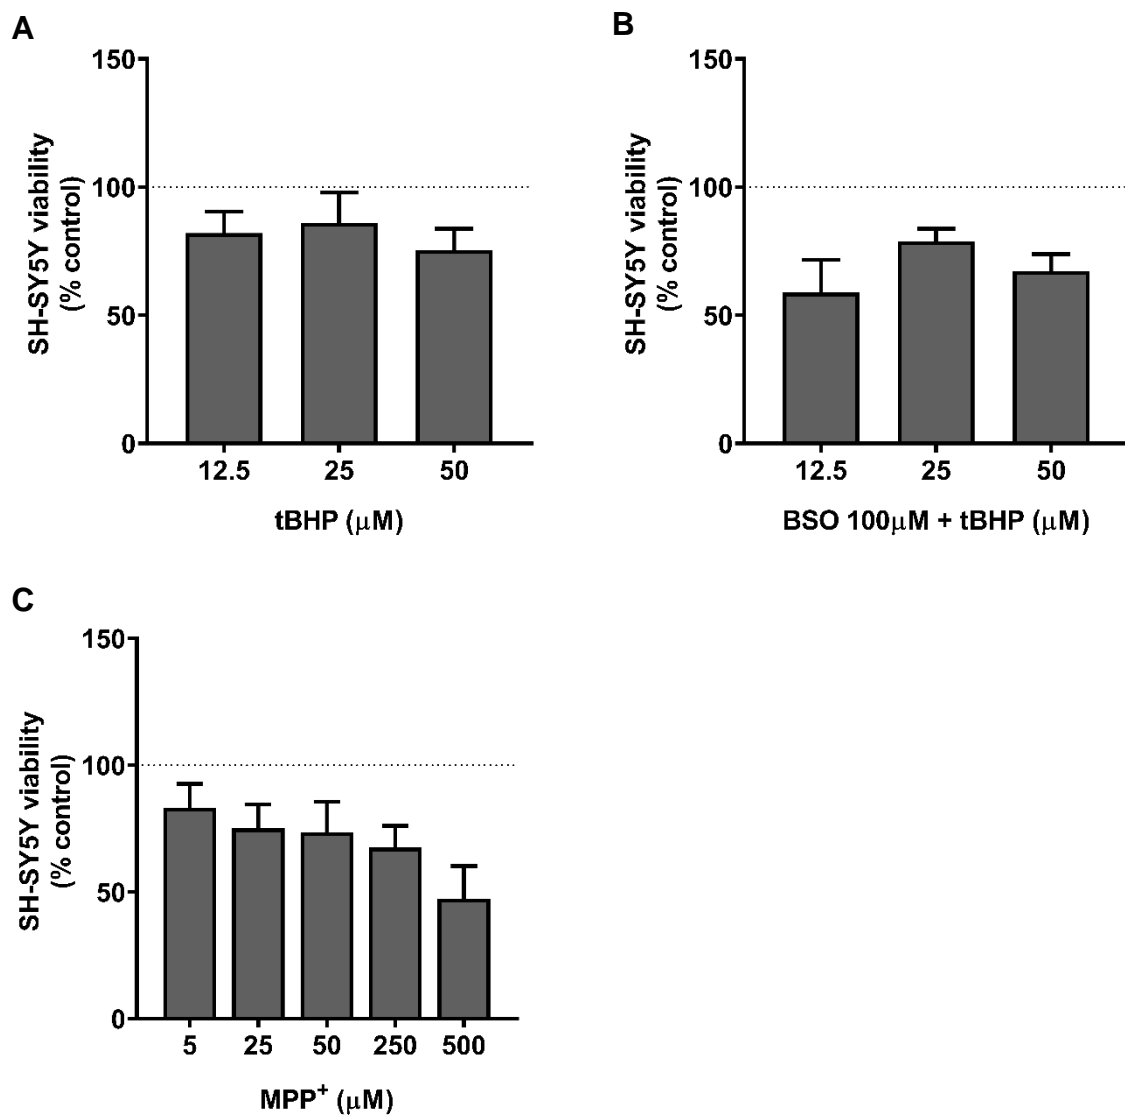 A
150
100
50
0
SH-SY5Y viability
(% control)
12.5 25 50
tBHP (μM)
B
150
100
50
0
SH-SY5Y viability
(% control)
12.5 25 50
BSO 100μM + tBHP (μM)
C
150
100
50
0
SH-SY5Y viability
(% control)
5 25 50 250 500
MPP⁺ (μM)